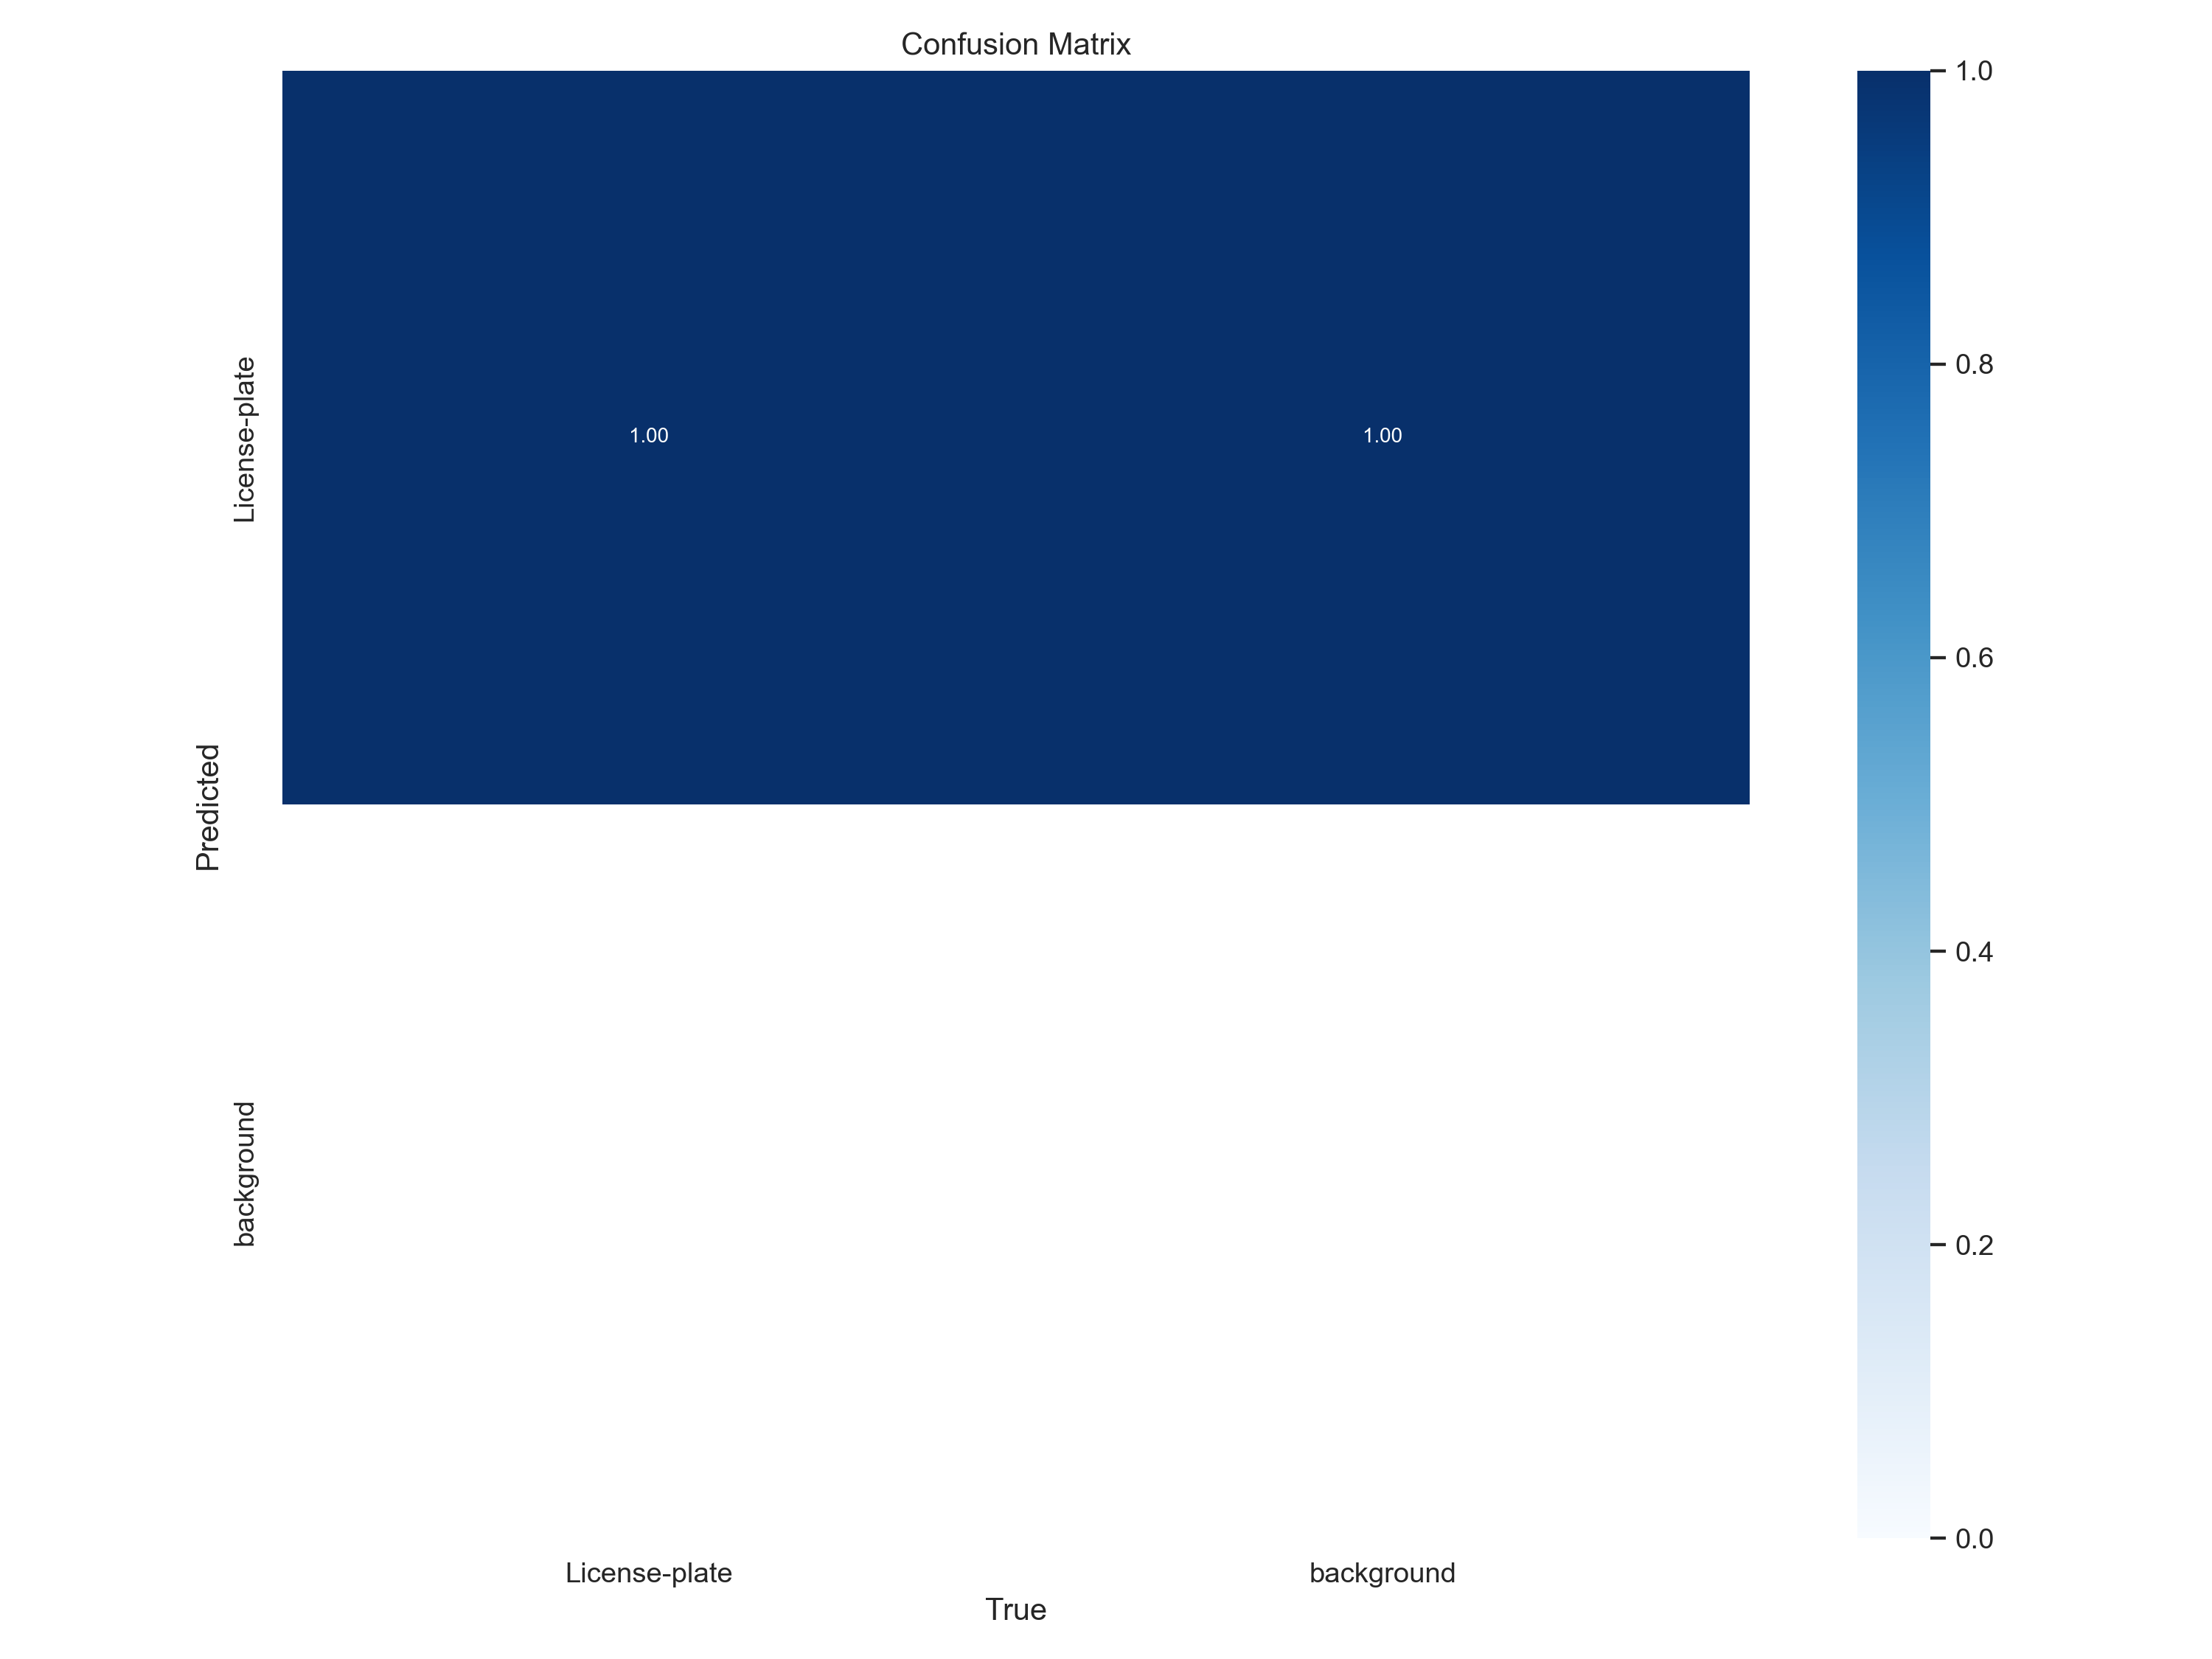 Confusion Matrix
1.0
License-plate
0.8
1.00
1.00
0.6
Predicted
0.4
background
0.2
0.0
License-plate
background
True